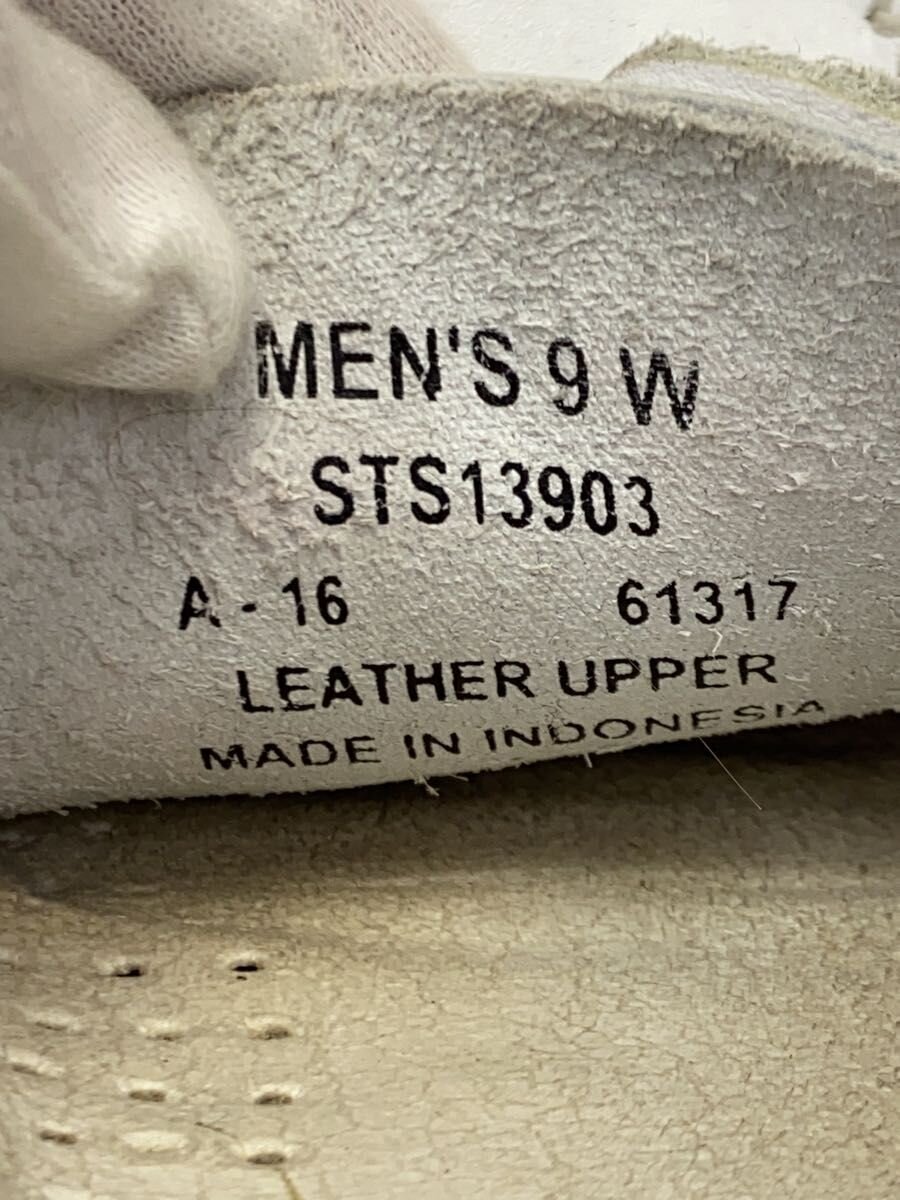 MEN'S 9 W
STS13903
A - 16 61317
LEATHER UPPER
MADE IN INDONESIA